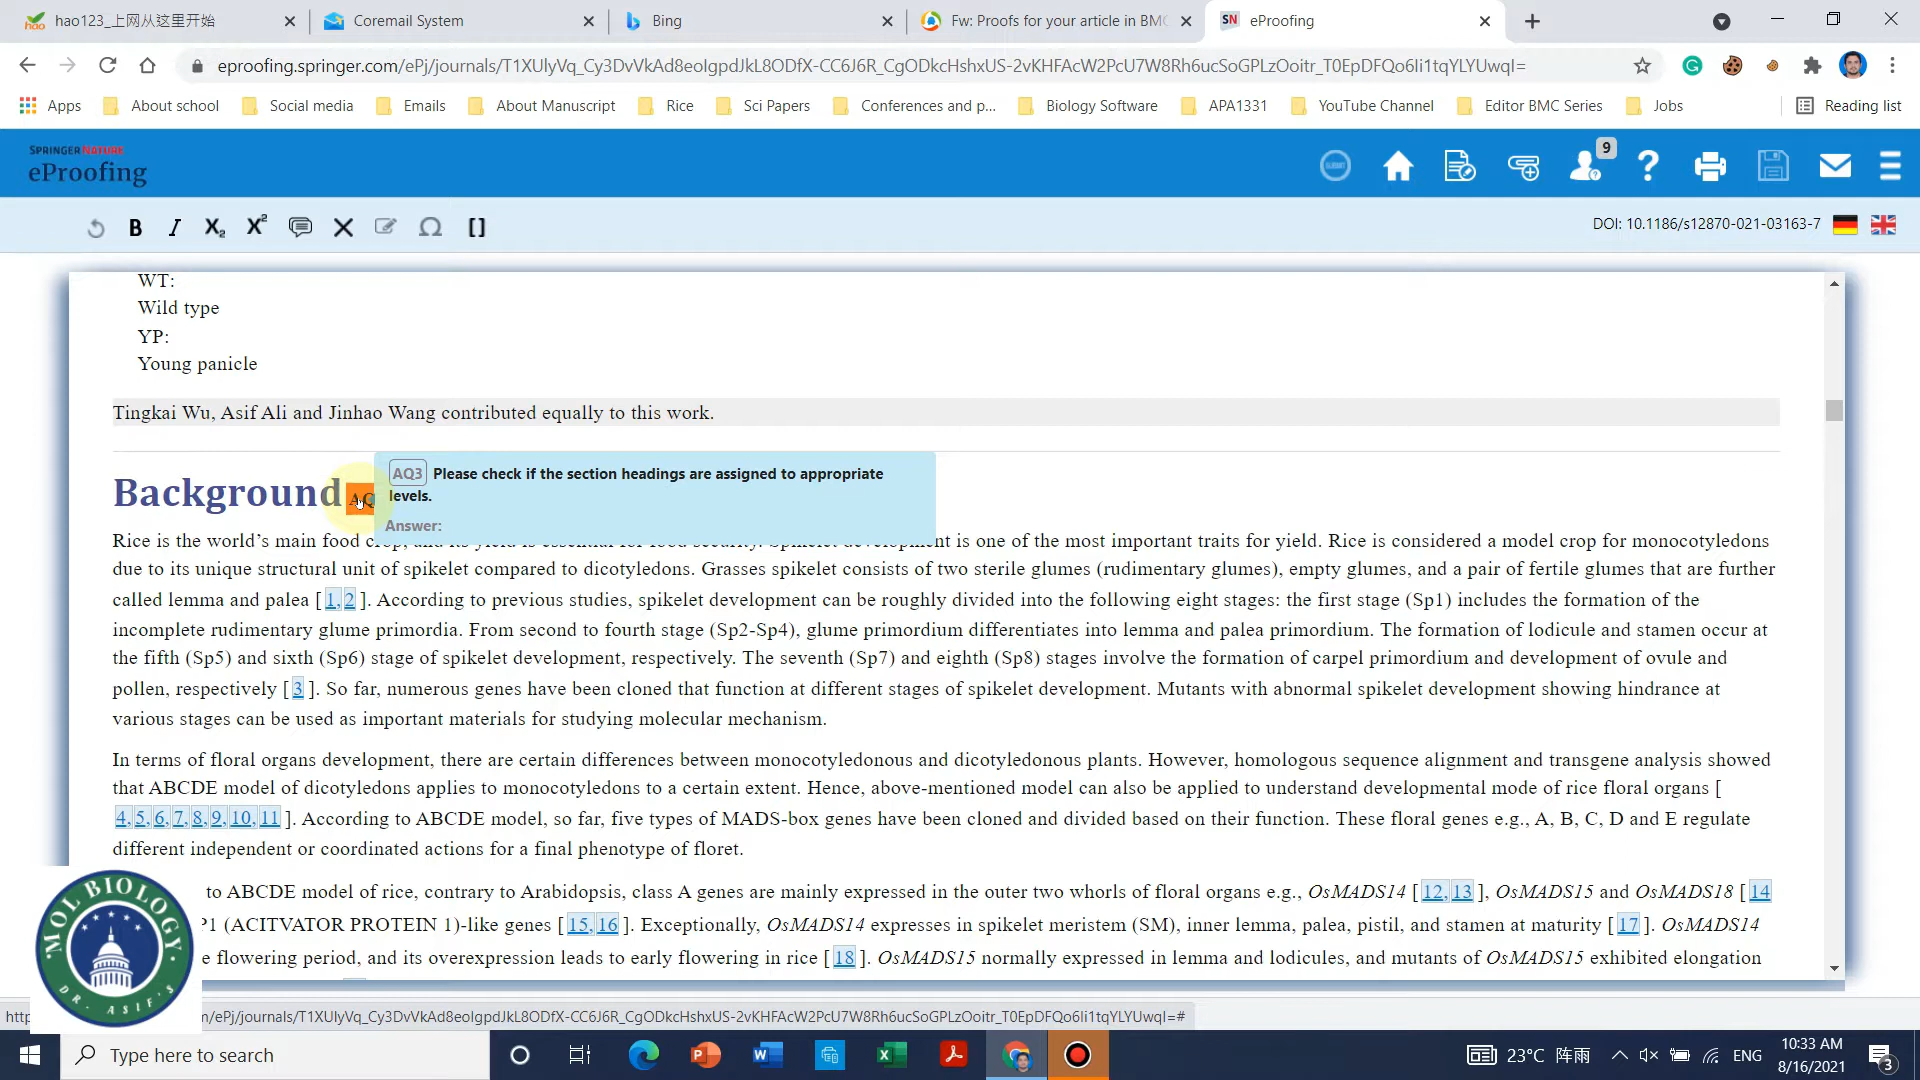 hao123_上网从这里开始
Coremail System
Bing
Fw: Proofs for your article in BMC
SN eProofing
eproofing.springer.com/ePj/journals/T1XUlyVq_Cy3DvVkAd8eolgpdJkL8ODfX-CC6J6R_CgODkcHshxUS-2vKHFAcW2PcU7W8Rh6ucSoGPLzOoitr_T0EpDFQo6li1tqYLYUwqI=
Apps
About school
Social media
Emails
About Manuscript
Rice
Sci Papers
Conferences and p...
Biology Software
APA1331
YouTube Channel
Editor BMC Series
Jobs
Reading list
SPRINGER NATURE
eProofing
SUBMIT
9
B I X₂ X² Ω []
DOI: 10.1186/s12870-021-03163-7
WT:
Wild type
YP:
Young panicle
Tingkai Wu, Asif Ali and Jinhao Wang contributed equally to this work.
Background AQ
AQ3 Please check if the section headings are assigned to appropriate
levels.
Answer:
Rice is the world's main food crop, and its yield is essential for food security. Spikelet development is one of the most important traits for yield. Rice is considered a model crop for monocotyledons
due to its unique structural unit of spikelet compared to dicotyledons. Grasses spikelet consists of two sterile glumes (rudimentary glumes), empty glumes, and a pair of fertile glumes that are further
called lemma and palea [1,2]. According to previous studies, spikelet development can be roughly divided into the following eight stages: the first stage (Sp1) includes the formation of the
incomplete rudimentary glume primordia. From second to fourth stage (Sp2-Sp4), glume primordium differentiates into lemma and palea primordium. The formation of lodicule and stamen occur at
the fifth (Sp5) and sixth (Sp6) stage of spikelet development, respectively. The seventh (Sp7) and eighth (Sp8) stages involve the formation of carpel primordium and development of ovule and
pollen, respectively [3]. So far, numerous genes have been cloned that function at different stages of spikelet development. Mutants with abnormal spikelet development showing hindrance at
various stages can be used as important materials for studying molecular mechanism.
In terms of floral organs development, there are certain differences between monocotyledonous and dicotyledonous plants. However, homologous sequence alignment and transgene analysis showed
that ABCDE model of dicotyledons applies to monocotyledons to a certain extent. Hence, above-mentioned model can also be applied to understand developmental mode of rice floral organs [
4,5,6,7,8,9,10,11]. According to ABCDE model, so far, five types of MADS-box genes have been cloned and divided based on their function. These floral genes e.g., A, B, C, D and E regulate
different independent or coordinated actions for a final phenotype of floret.
to ABCDE model of rice, contrary to Arabidopsis, class A genes are mainly expressed in the outer two whorls of floral organs e.g., OsMADS14 [12,13], OsMADS15 and OsMADS18 [14
P1 (ACITVATOR PROTEIN 1)-like genes [15,16]. Exceptionally, OsMADS14 expresses in spikelet meristem (SM), inner lemma, palea, pistil, and stamen at maturity [17]. OsMADS14
e flowering period, and its overexpression leads to early flowering in rice [18]. OsMADS15 normally expressed in lemma and lodicules, and mutants of OsMADS15 exhibited elongation
MOL BIOLOGY
DR. ASIF'S
http
m/ePj/journals/T1XUlyVq_Cy3DvVkAd8eolgpdJkL8ODfX-CC6J6R_CgODkcHshxUS-2vKHFAcW2PcU7W8Rh6ucSoGPLzOoitr_T0EpDFQo6li1tqYLYUwqI=#
Type here to search
23°C 阵雨
ENG
10:33 AM
8/16/2021
3